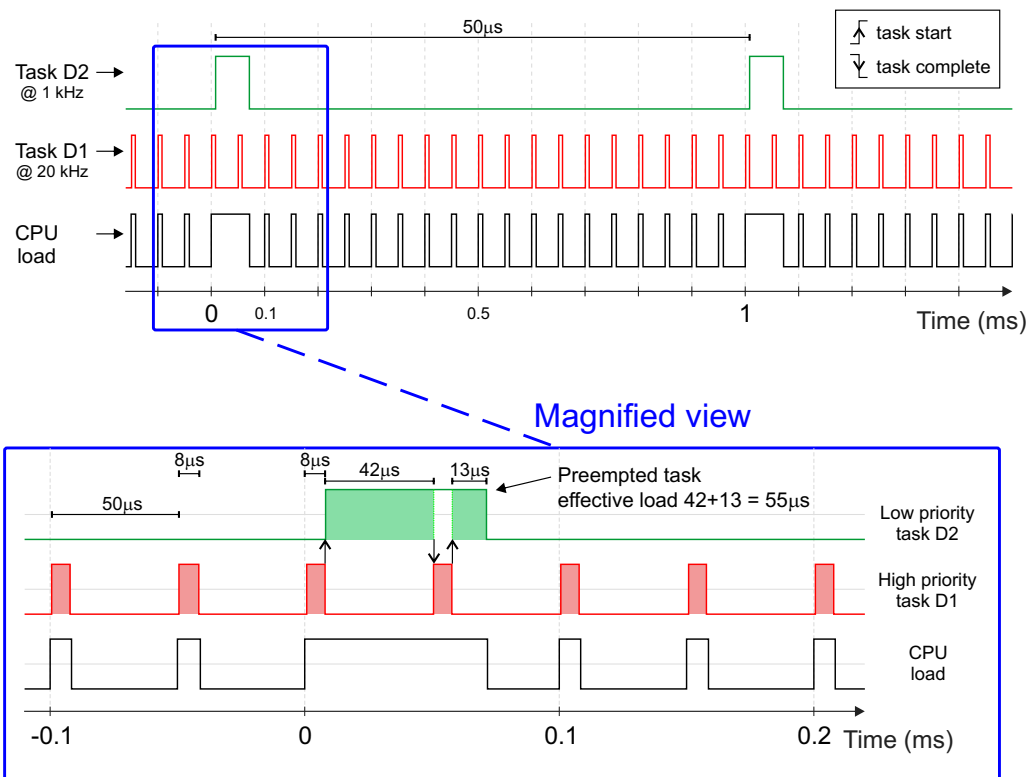 50μs
task start
task complete
Task D2
@ 1 kHz
Task D1
@ 20 kHz
CPU
load
0
0.1
0.5
1
Time (ms)
Magnified view
8μs
8μs
42μs
13μs
Preempted task
effective load 42+13 = 55μs
50μs
Low priority
task D2
High priority
task D1
CPU
load
-0.1
0
0.1
0.2
Time (ms)